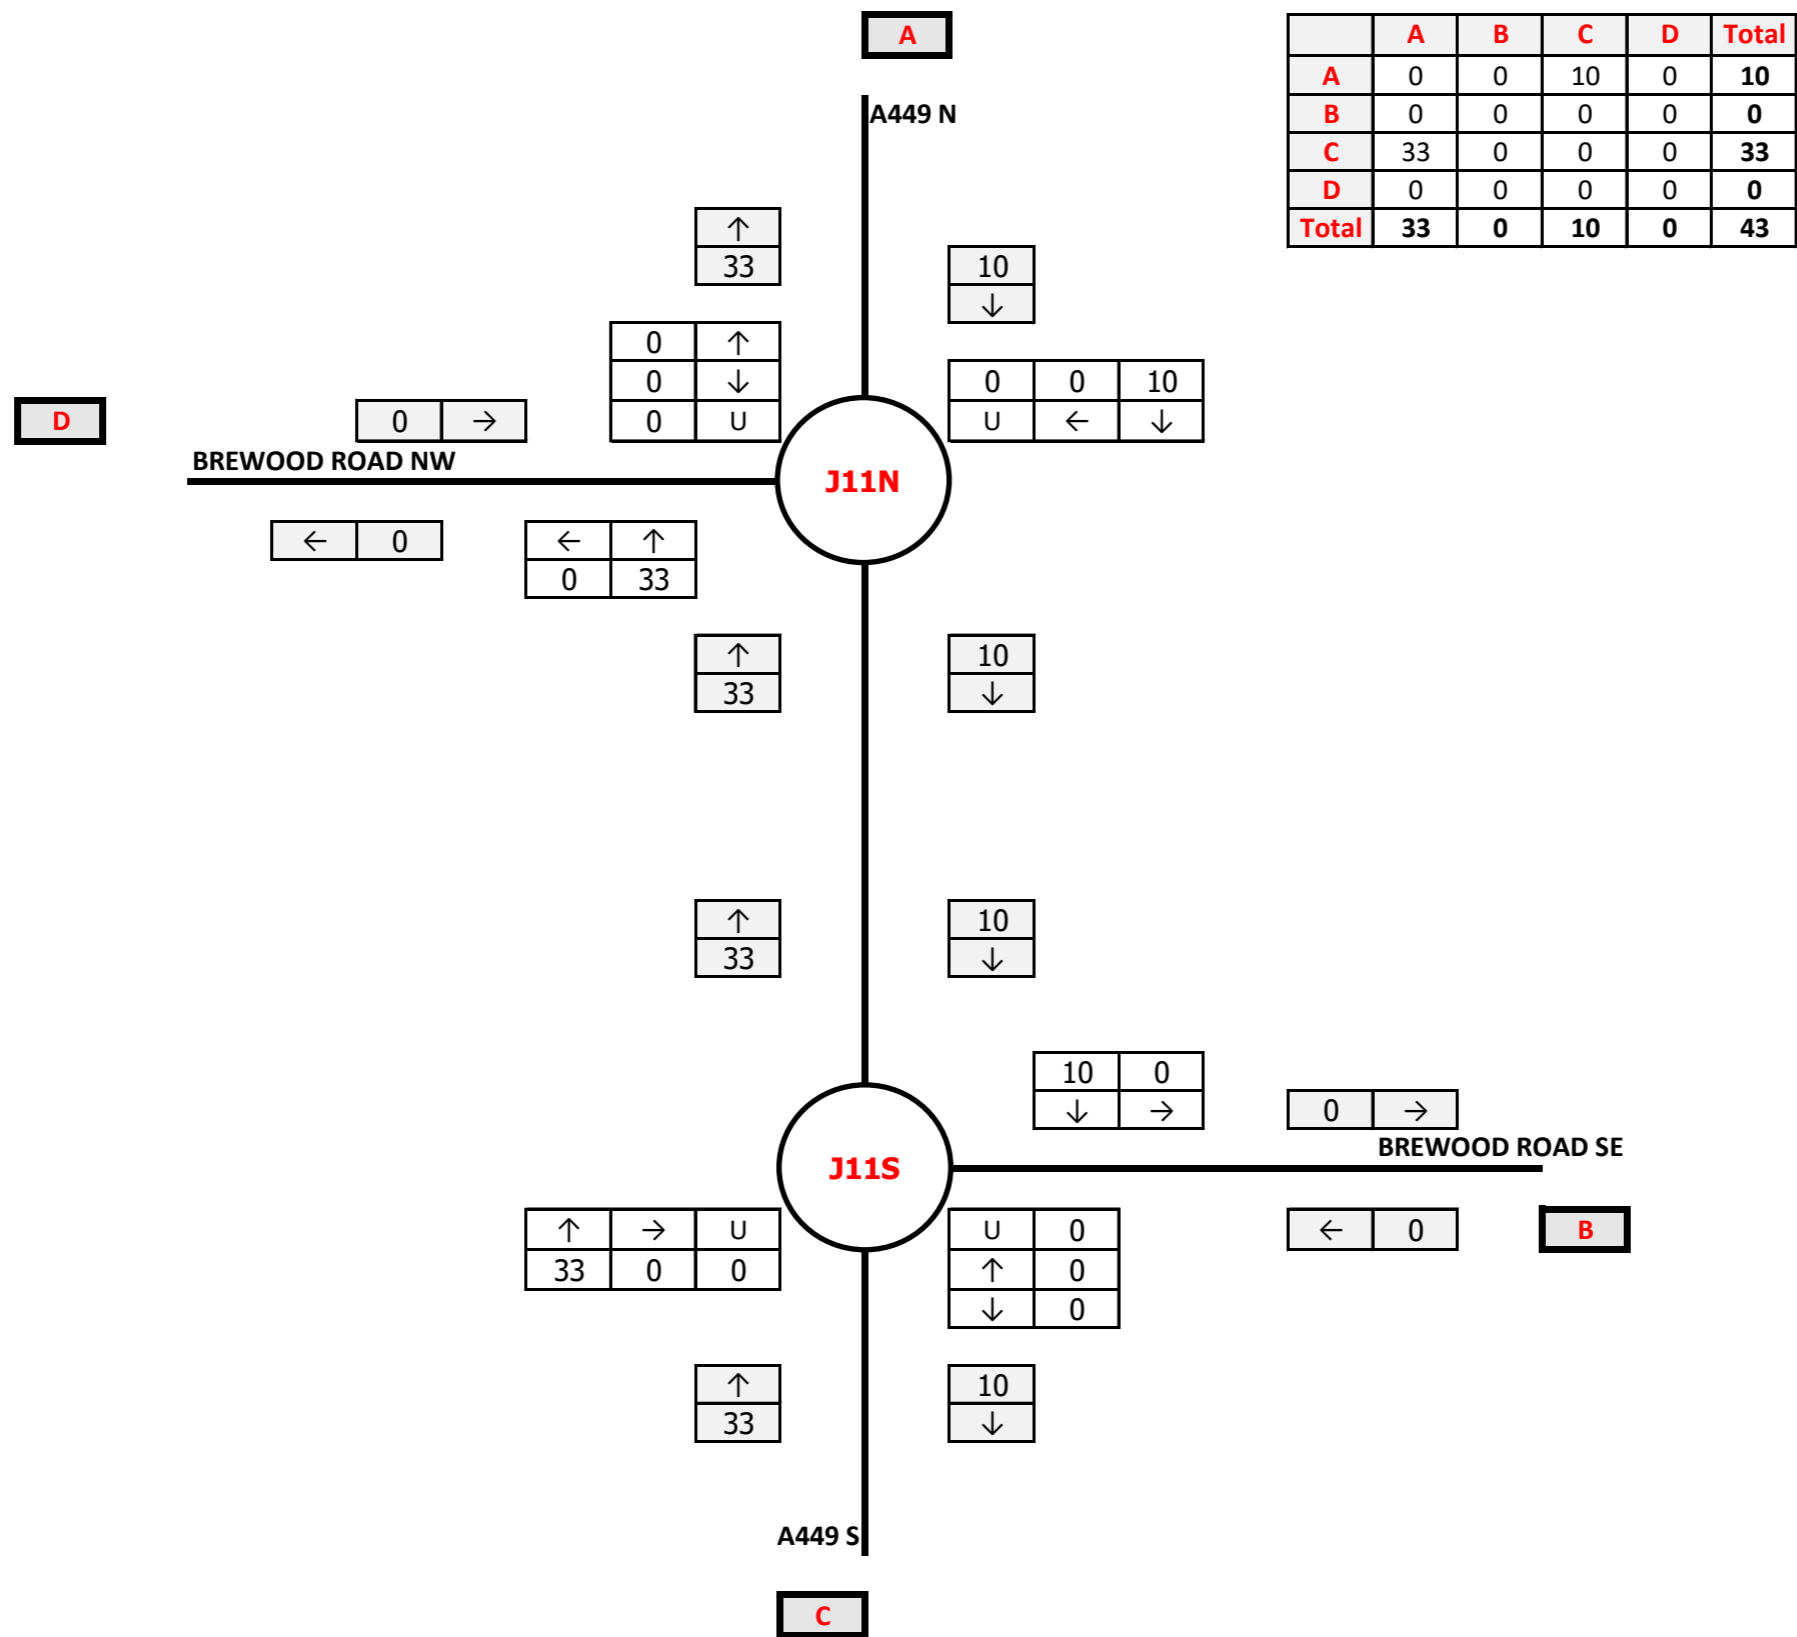 A
A B C D Total
A 0 0 10 0 10
B 0 0 0 0 0
C 33 0 0 0 33
D 0 0 0 0 0
Total 33 0 10 0 43
A449 N
↑
33
10
↓
0 ↑
0 ↓
0 U
0 0 10
U ← ↓
D
0 →
BREWOOD ROAD NW
J11N
← 0
← ↑
0 33
↑
33
10
↓
↑
33
10
↓
10 0
↓ →
0 →
BREWOOD ROAD SE
J11S
↑ → U
33 0 0
U 0
↑ 0
↓ 0
← 0
B
↑
33
10
↓
A449 S
C